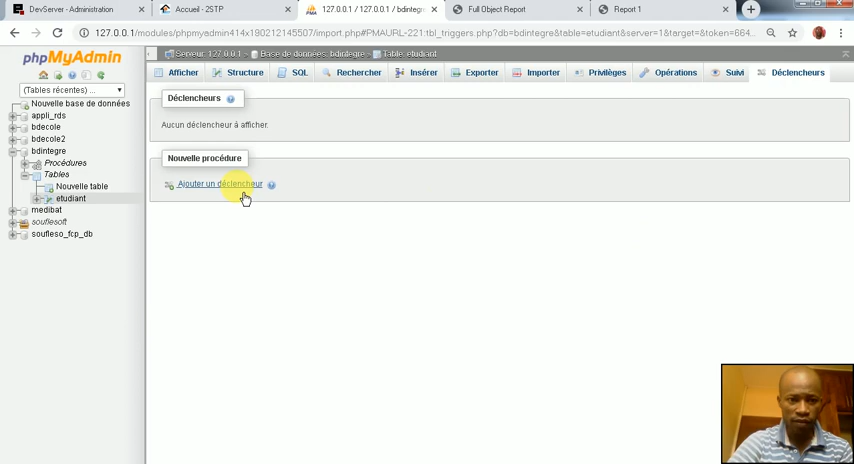 DevServer - Administration
Accueil - 2STP
127.0.0.1 / 127.0.0.1 / bdintegre
Full Object Report
Report 1
127.0.0.1/modules/phpmyadmin414x190212145507/import.php#PMAURL-221:tbl_triggers.php?db=bdintegre&table=etudiant&server=1&target=&token=664...
phpMyAdmin
(Tables récentes) ...
Nouvelle base de données
appli_rds
bdecole
bdecole2
bdintegre
Procédures
Tables
Nouvelle table
etudiant
medibat
souflesoft
soufleso_fcp_db
Serveur: 127.0.0.1 » Base de données: bdintegre » Table: etudiant
Afficher Structure SQL Rechercher Insérer Exporter Importer Privilèges Opérations Suivi Déclencheurs
Déclencheurs
Aucun déclencheur à afficher.
Nouvelle procédure
Ajouter un déclencheur